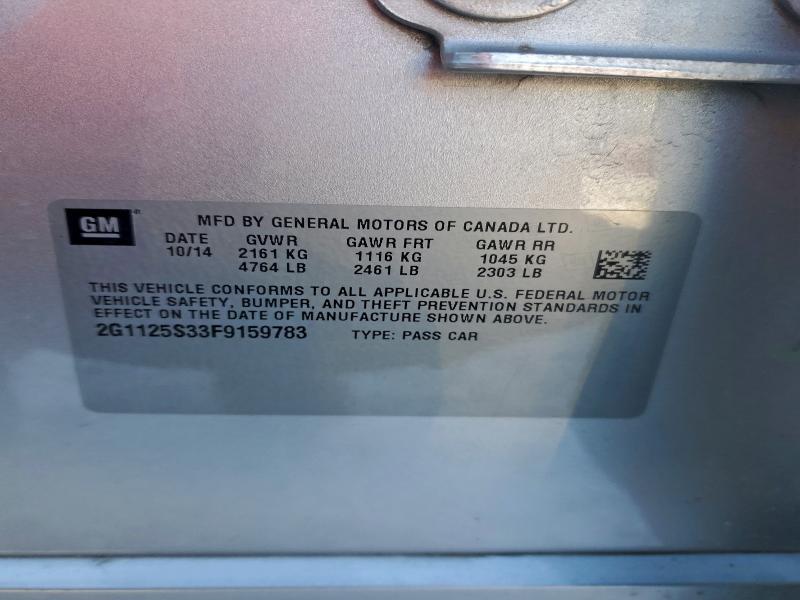 GM MFD BY GENERAL MOTORS OF CANADA LTD.
DATE GVWR GAWR FRT GAWR RR
10/14 2161 KG 1116 KG 1045 KG
4764 LB 2461 LB 2303 LB
THIS VEHICLE CONFORMS TO ALL APPLICABLE U.S. FEDERAL MOTOR
VEHICLE SAFETY, BUMPER, AND THEFT PREVENTION STANDARDS IN
EFFECT ON THE DATE OF MANUFACTURE SHOWN ABOVE.
2G1125S33F9159783 TYPE: PASS CAR